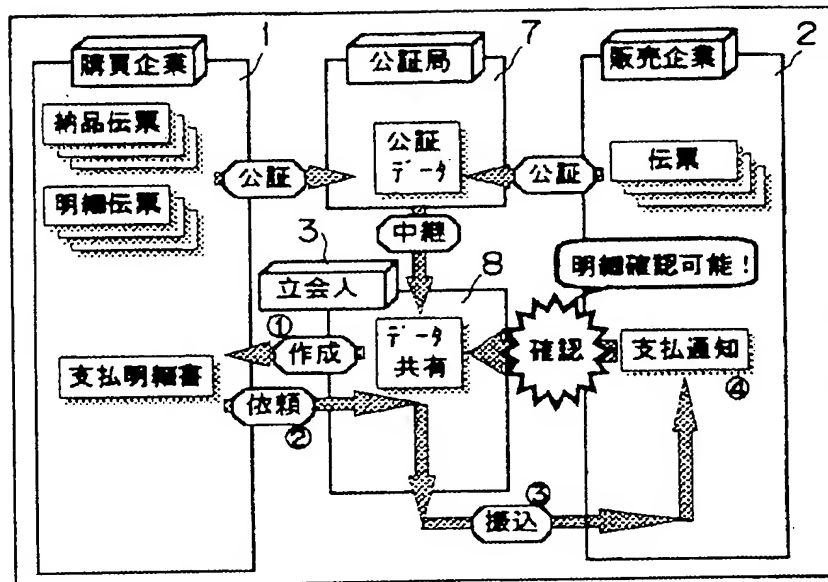 1
7
2
購買企業
公証局
販売企業
納品伝票
公証
データ
伝票
公証
公証
明細伝票
中継
3
8
明細確認可能!
立会人
①
作成
データ
共有
確認
支払通知
④
支払明細書
依頼
②
③
振込